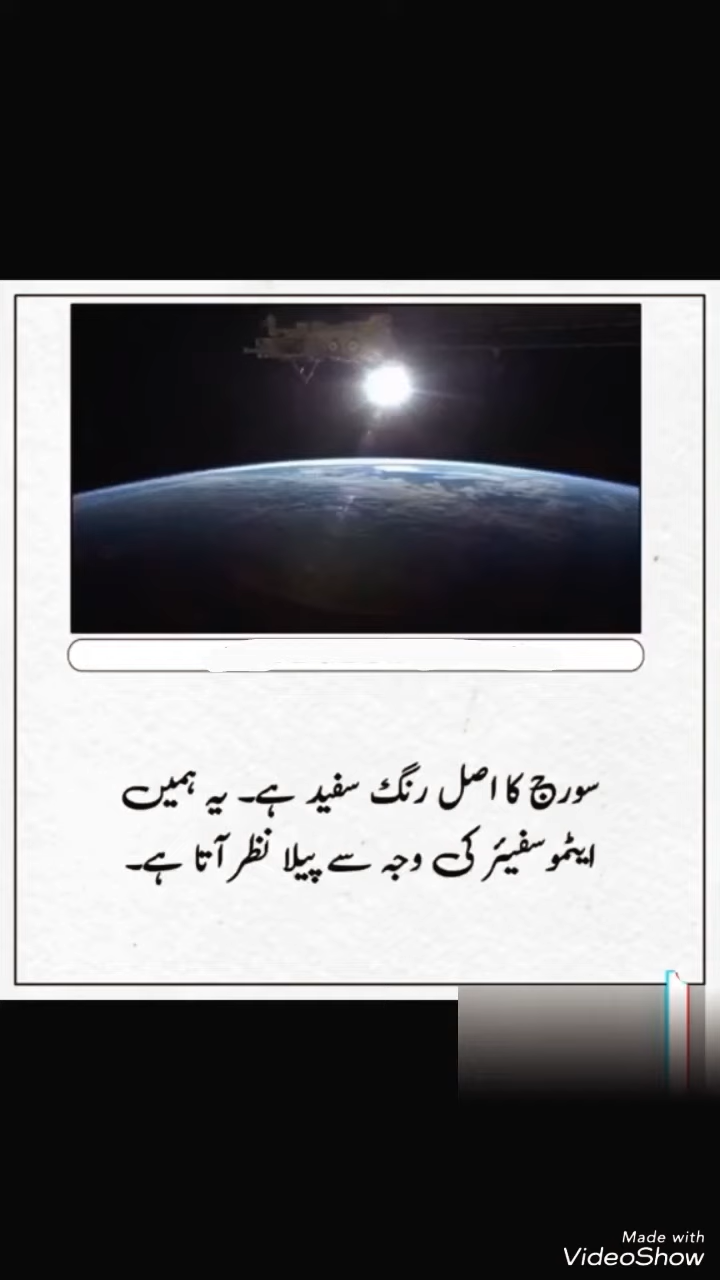 سورج کا اصل رنگ سفید ہے۔ یہ ہمیں
ایٹموسفیئر کی وجہ سے پیلا نظر آتا ہے۔
Made with
VideoShow